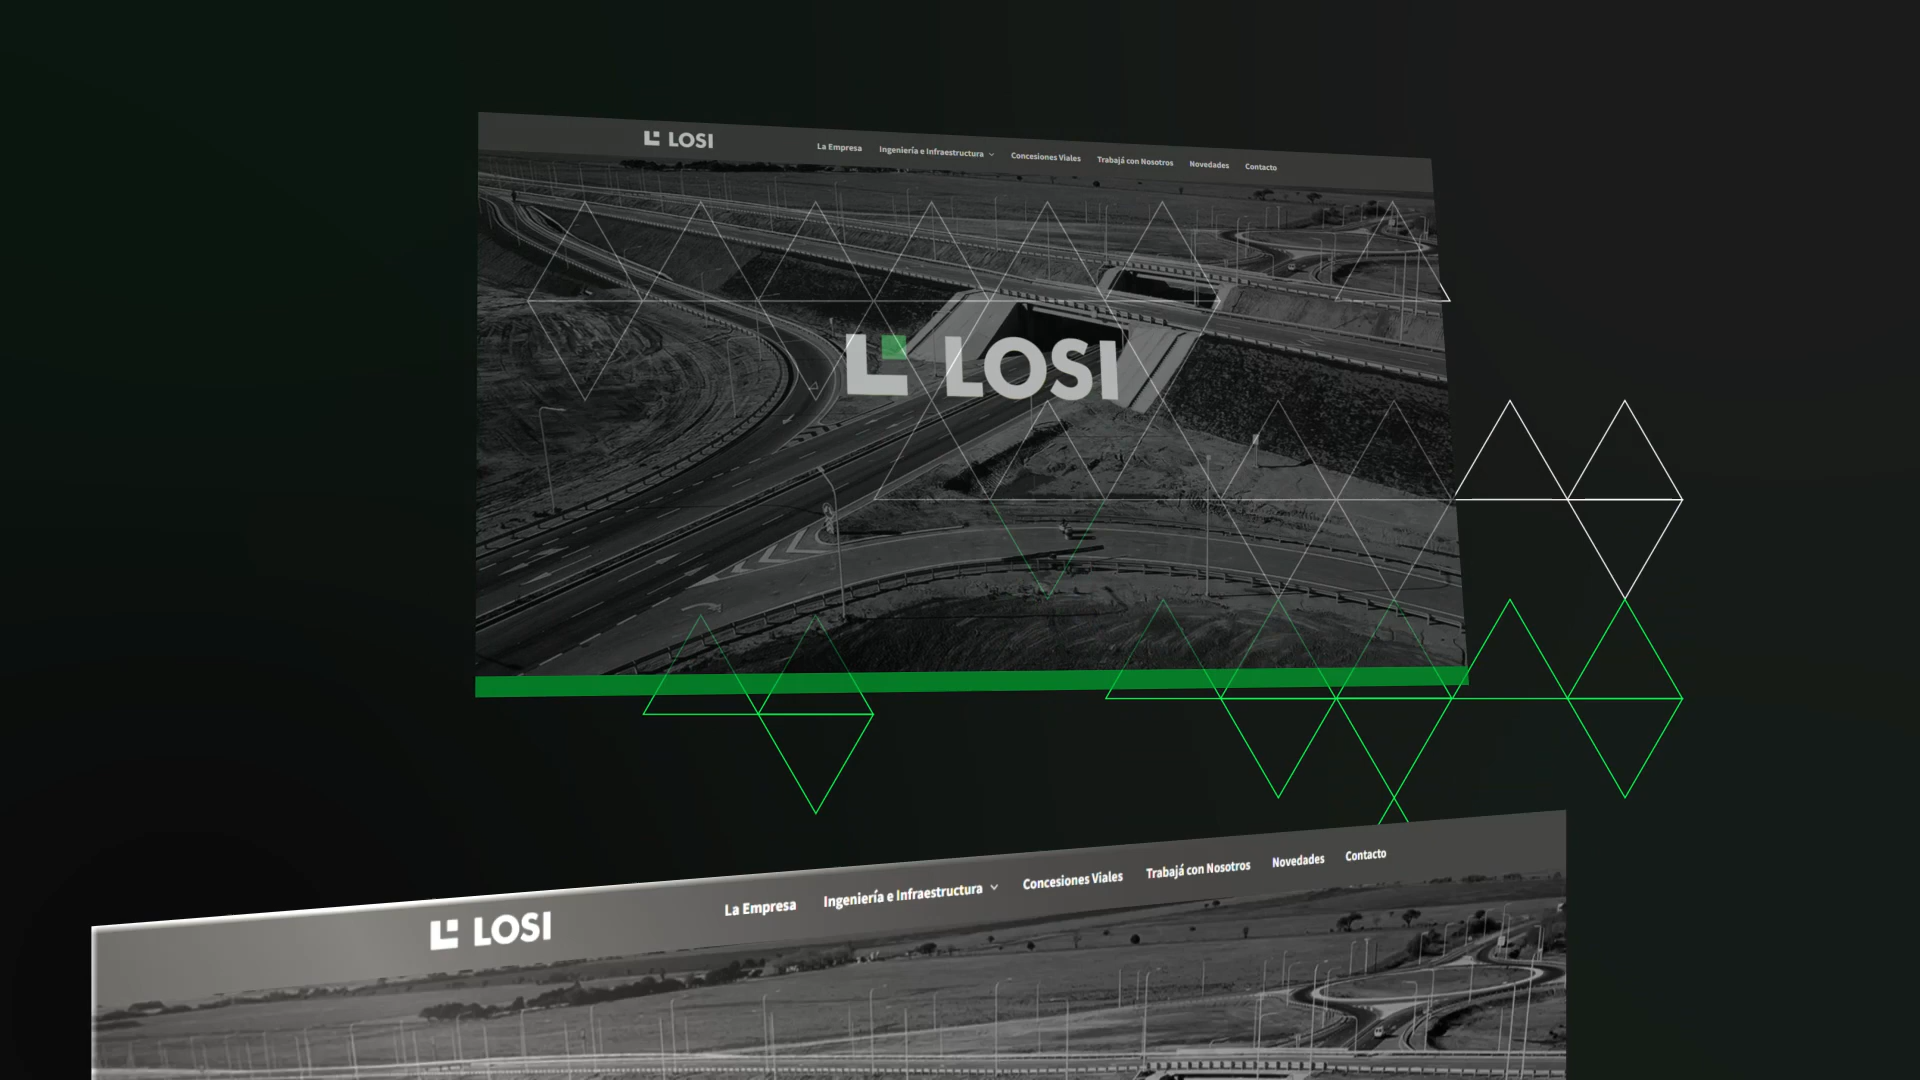 LOSI
La Empresa Ingeniería e Infraestructura Concesiones Viales Trabajá con Nosotros Novedades Contacto
LOSI
LOSI
La Empresa Ingeniería e Infraestructura Concesiones Viales Trabajá con Nosotros Novedades Contacto